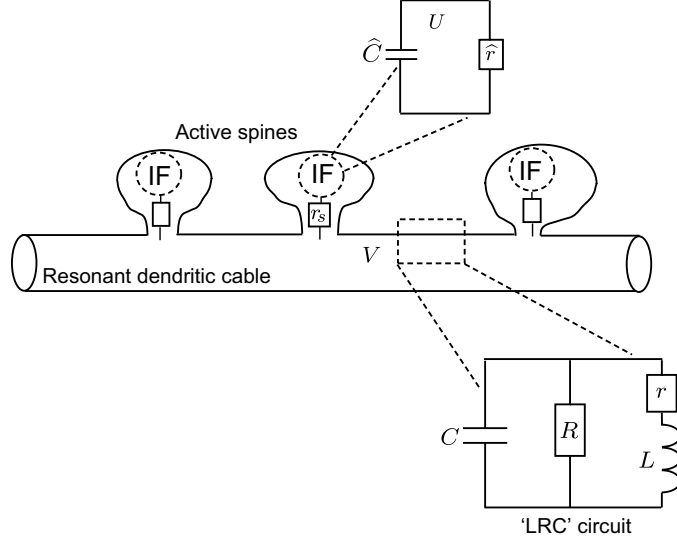 U
Ĉ
r̂
Active spines
IF
IF
IF
r_s
V
Resonant dendritic cable
r
C
R
L
‘LRC’ circuit